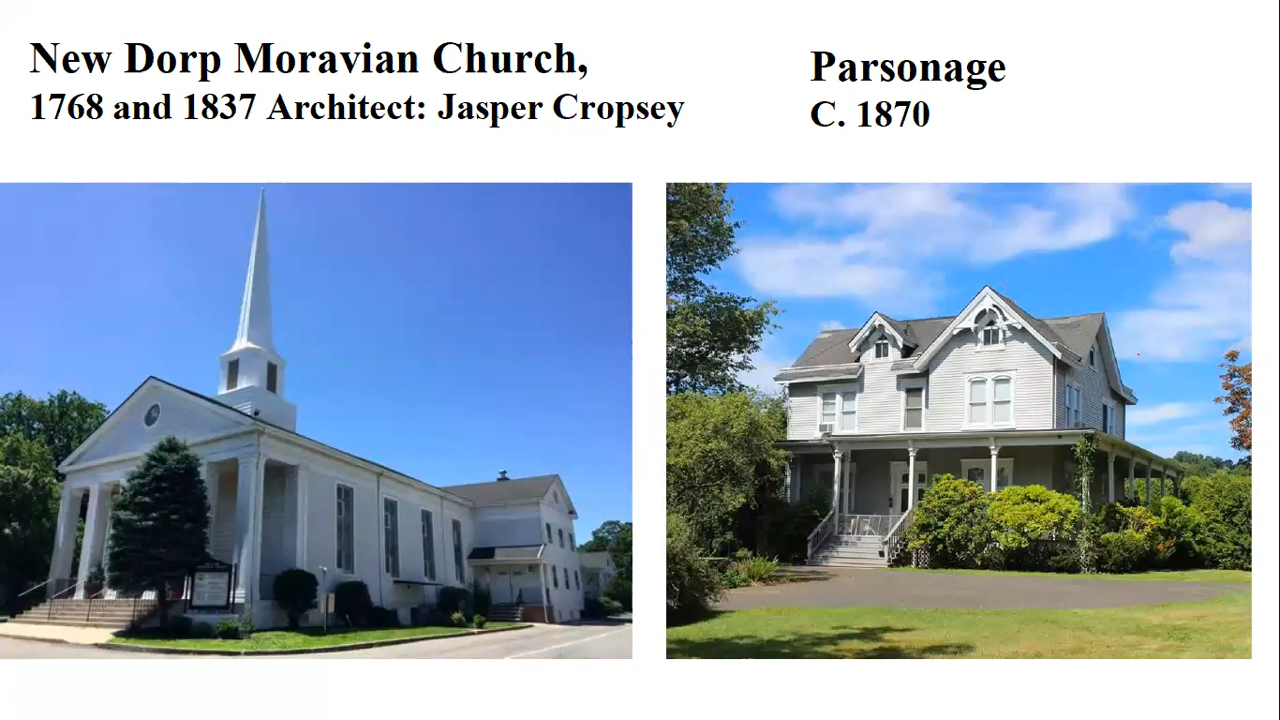 New Dorp Moravian Church,
1768 and 1837 Architect: Jasper Cropsey
Parsonage
C. 1870